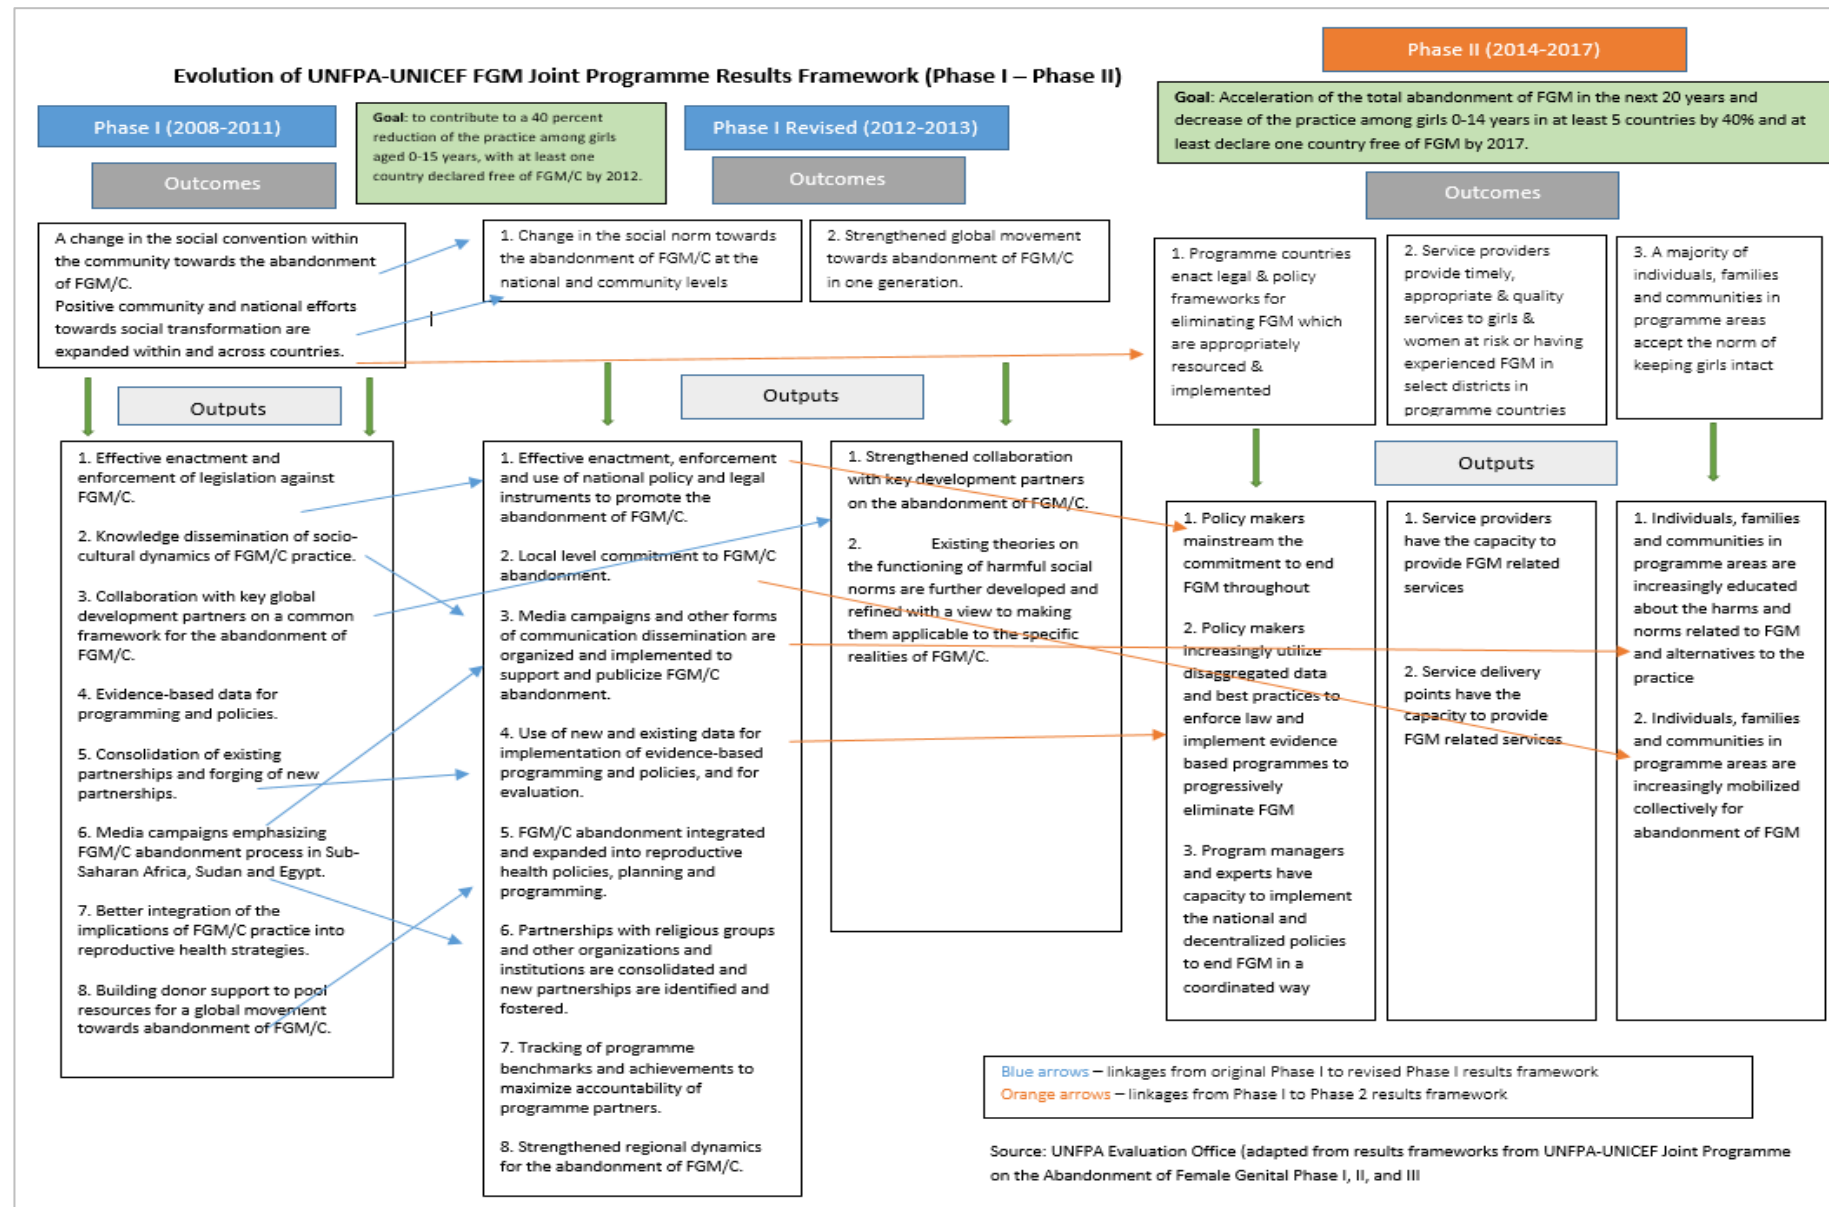 Phase II (2014-2017)
Evolution of UNFPA-UNICEF FGM Joint Programme Results Framework (Phase I – Phase II)
Goal: Acceleration of the total abandonment of FGM in the next 20 years and
decrease of the practice among girls 0-14 years in at least 5 countries by 40% and at
least declare one country free of FGM by 2017.
Phase I (2008-2011)
Goal: to contribute to a 40 percent
reduction of the practice among girls
aged 0-15 years, with at least one
country declared free of FGM/C by 2012.
Phase I Revised (2012-2013)
Outcomes
Outcomes
Outcomes
A change in the social convention within
the community towards the abandonment
of FGM/C.
Positive community and national efforts
towards social transformation are
expanded within and across countries.
1. Change in the social norm towards
the abandonment of FGM/C at the
national and community levels
2. Strengthened global movement
towards abandonment of FGM/C
in one generation.
1. Programme countries
enact legal & policy
frameworks for
eliminating FGM which
are appropriately
resourced &
implemented
2. Service providers
provide timely,
appropriate & quality
services to girls &
women at risk or having
experienced FGM in
select districts in
programme countries
3. A majority of
individuals, families
and communities in
programme areas
accept the norm of
keeping girls intact
Outputs
Outputs
Outputs
1. Effective enactment and
enforcement of legislation against
FGM/C.
2. Knowledge dissemination of socio-
cultural dynamics of FGM/C practice.
3. Collaboration with key global
development partners on a common
framework for the abandonment of
FGM/C.
4. Evidence-based data for
programming and policies.
5. Consolidation of existing
partnerships and forging of new
partnerships.
6. Media campaigns emphasizing
FGM/C abandonment process in Sub-
Saharan Africa, Sudan and Egypt.
7. Better integration of the
implications of FGM/C practice into
reproductive health strategies.
8. Building donor support to pool
resources for a global movement
towards abandonment of FGM/C.
1. Effective enactment, enforcement
and use of national policy and legal
instruments to promote the
abandonment of FGM/C.
2. Local level commitment to FGM/C
abandonment.
3. Media campaigns and other forms
of communication dissemination are
organized and implemented to
support and publicize FGM/C
abandonment.
4. Use of new and existing data for
implementation of evidence-based
programming and policies, and for
evaluation.
5. FGM/C abandonment integrated
and expanded into reproductive
health policies, planning and
programming.
6. Partnerships with religious groups
and other organizations and
institutions are consolidated and
new partnerships are identified and
fostered.
7. Tracking of programme
benchmarks and achievements to
maximize accountability of
programme partners.
8. Strengthened regional dynamics
for the abandonment of FGM/C.
1. Strengthened collaboration
with key development partners
on the abandonment of FGM/C.
2. Existing theories on
the functioning of harmful social
norms are further developed and
refined with a view to making
them applicable to the specific
realities of FGM/C.
1. Policy makers
mainstream the
commitment to end
FGM throughout
2. Policy makers
increasingly utilize
disaggregated data
and best practices to
enforce law and
implement evidence
based programmes to
progressively
eliminate FGM
3. Program managers
and experts have
capacity to implement
the national and
decentralized policies
to end FGM in a
coordinated way
1. Service providers
have the capacity to
provide FGM related
services
2. Service delivery
points have the
capacity to provide
FGM related services
1. Individuals, families
and communities in
programme areas are
increasingly educated
about the harms and
norms related to FGM
and alternatives to the
practice
2. Individuals, families
and communities in
programme areas are
increasingly mobilized
collectively for
abandonment of FGM
Blue arrows – linkages from original Phase I to revised Phase I results framework
Orange arrows – linkages from Phase I to Phase 2 results framework
Source: UNFPA Evaluation Office (adapted from results frameworks from UNFPA-UNICEF Joint Programme
on the Abandonment of Female Genital Phase I, II, and III